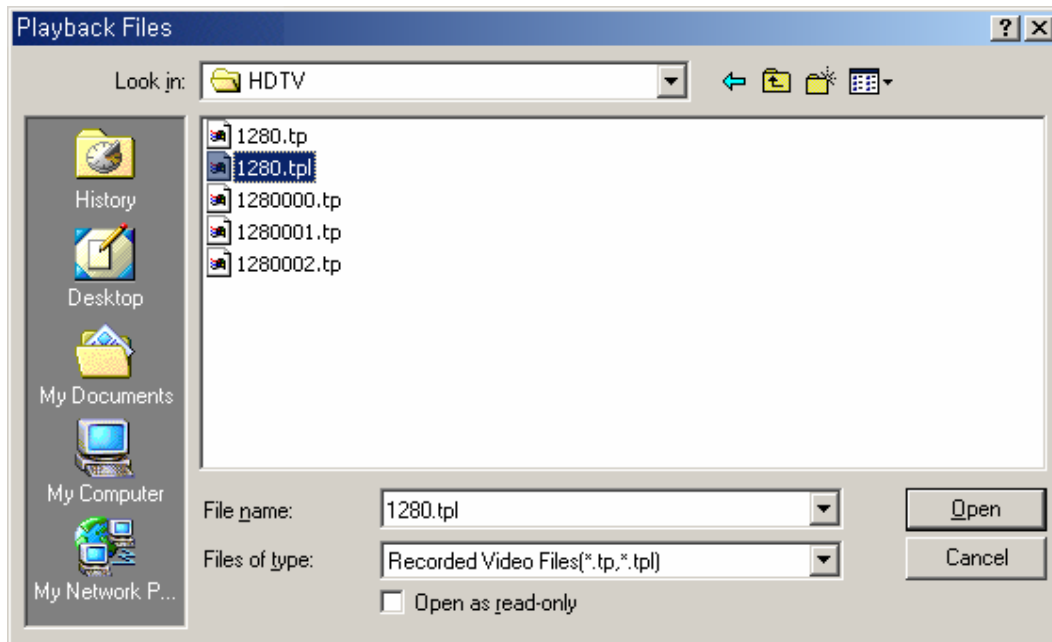 Playback Files
Look in:
HDTV
1280.tp
1280.tpl
1280000.tp
1280001.tp
1280002.tp
History
Desktop
My Documents
My Computer
My Network P...
File name:
1280.tpl
Open
Files of type:
Recorded Video Files(*.tp,*.tpl)
Cancel
Open as read-only